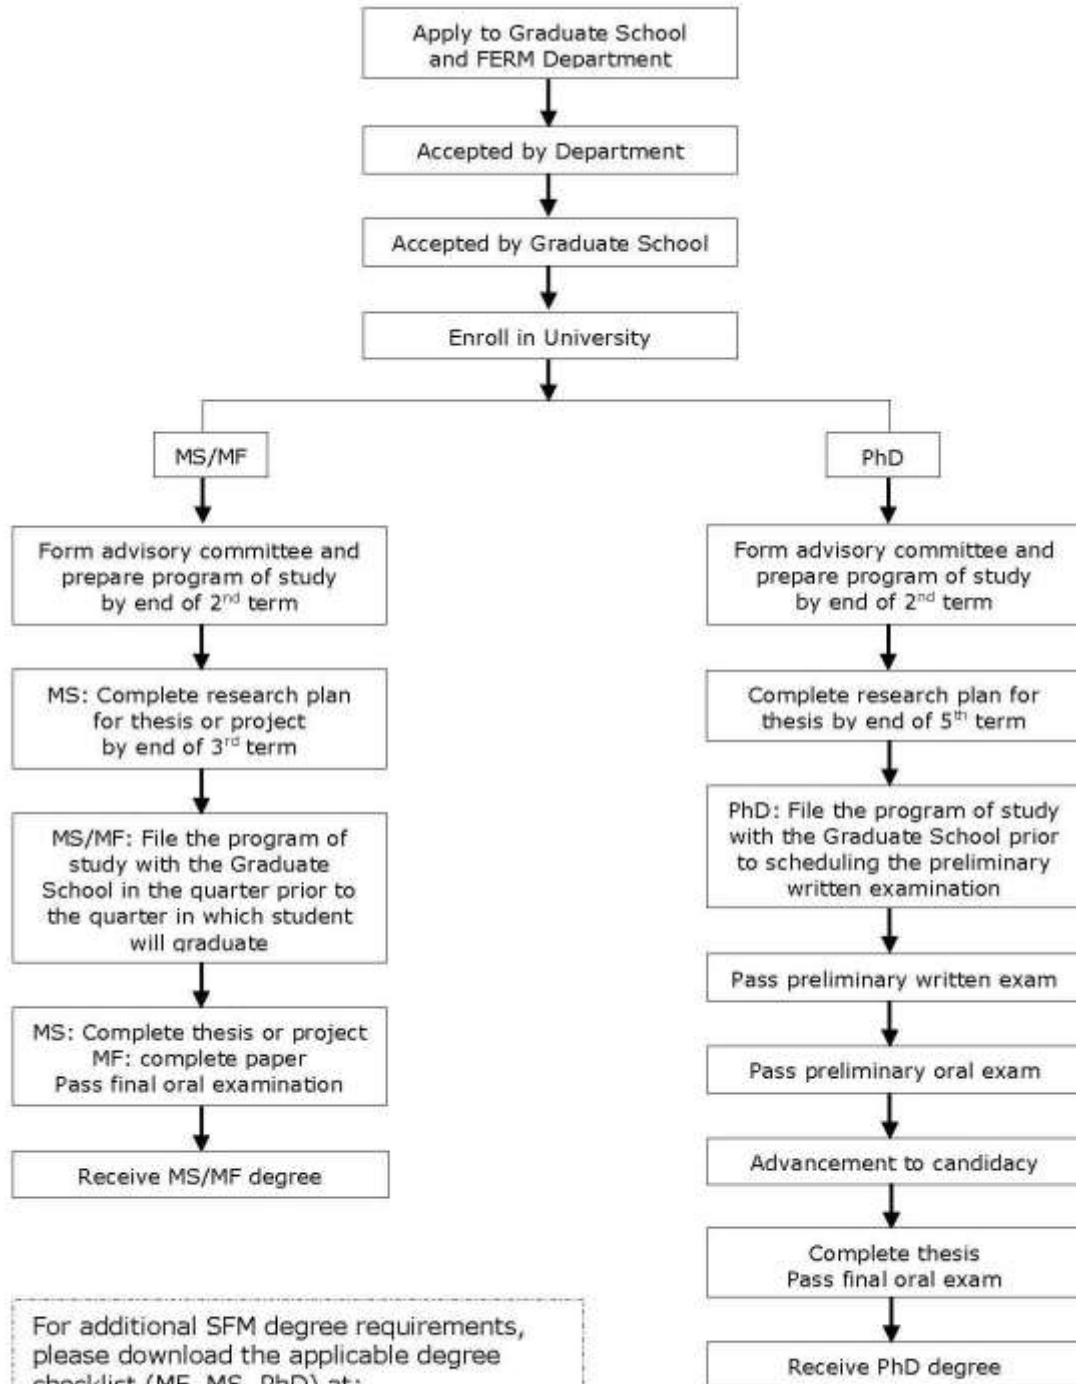 Apply to Graduate School
and FERM Department
Accepted by Department
Accepted by Graduate School
Enroll in University
MS/MF
Form advisory committee and
prepare program of study
by end of 2nd term
MS: Complete research plan
for thesis or project
by end of 3rd term
MS/MF: File the program of
study with the Graduate
School in the quarter prior to
the quarter in which student
will graduate
MS: Complete thesis or project
MF: complete paper
Pass final oral examination
Receive MS/MF degree
PhD
Form advisory committee and
prepare program of study
by end of 2nd term
Complete research plan for
thesis by end of 5th term
PhD: File the program of study
with the Graduate School prior
to scheduling the preliminary
written examination
Pass preliminary written exam
Pass preliminary oral exam
Advancement to candidacy
Complete thesis
Pass final oral exam
Receive PhD degree
For additional SFM degree requirements,
please download the applicable degree
checklist (MF, MS, PhD) at: